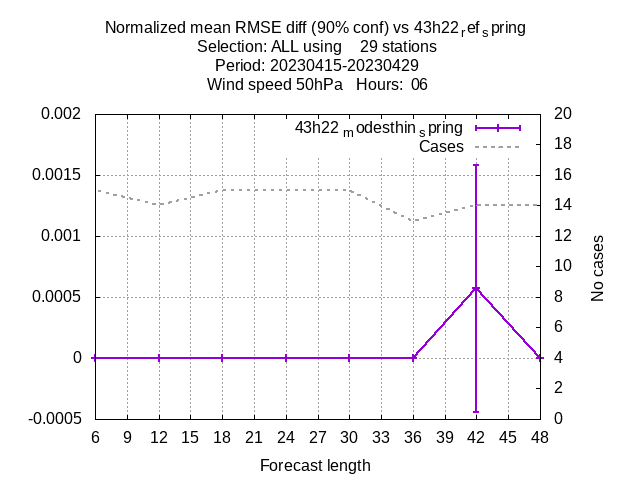 Normalized mean RMSE diff (90% conf) vs 43h22refspring
Selection: ALL using 29 stations
Period: 20230415-20230429
Wind speed 50hPa Hours: 06
43h22modesthinspring
Cases
0.002
0.0015
0.001
0.0005
0
-0.0005
20
18
16
14
12
10
8
6
4
2
0
No cases
6 9 12 15 18 21 24 27 30 33 36 39 42 45 48
Forecast length